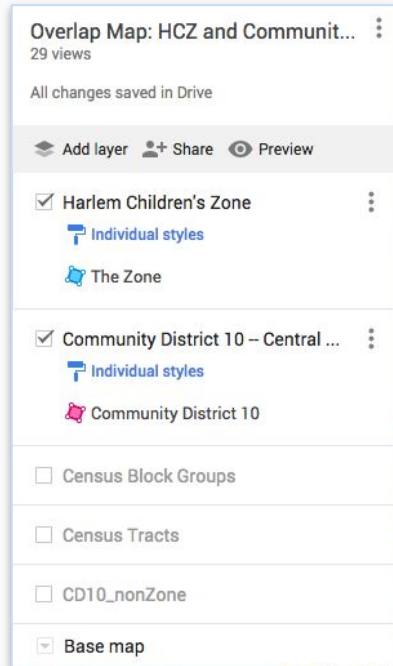 Overlap Map: HCZ and Communit...
29 views
All changes saved in Drive
Add layer Share Preview
Harlem Children's Zone
Individual styles
The Zone
Community District 10 -- Central ...
Individual styles
Community District 10
Census Block Groups
Census Tracts
CD10_nonZone
Base map